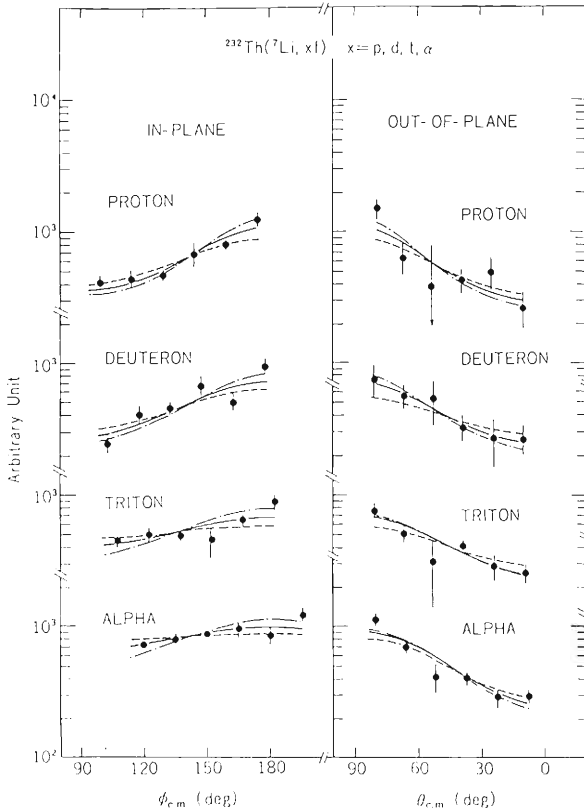 ²³²Th(⁷Li, xf) x = p, d, t, α
IN-PLANE
OUT-OF-PLANE
PROTON
PROTON
DEUTERON
DEUTERON
TRITON
TRITON
ALPHA
ALPHA
Arbitrary Unit
10⁴
10³
10³
10³
10³
10²
90 120 150 180
90 60 30 0
ϕc.m. (deg)
θc.m. (deg)